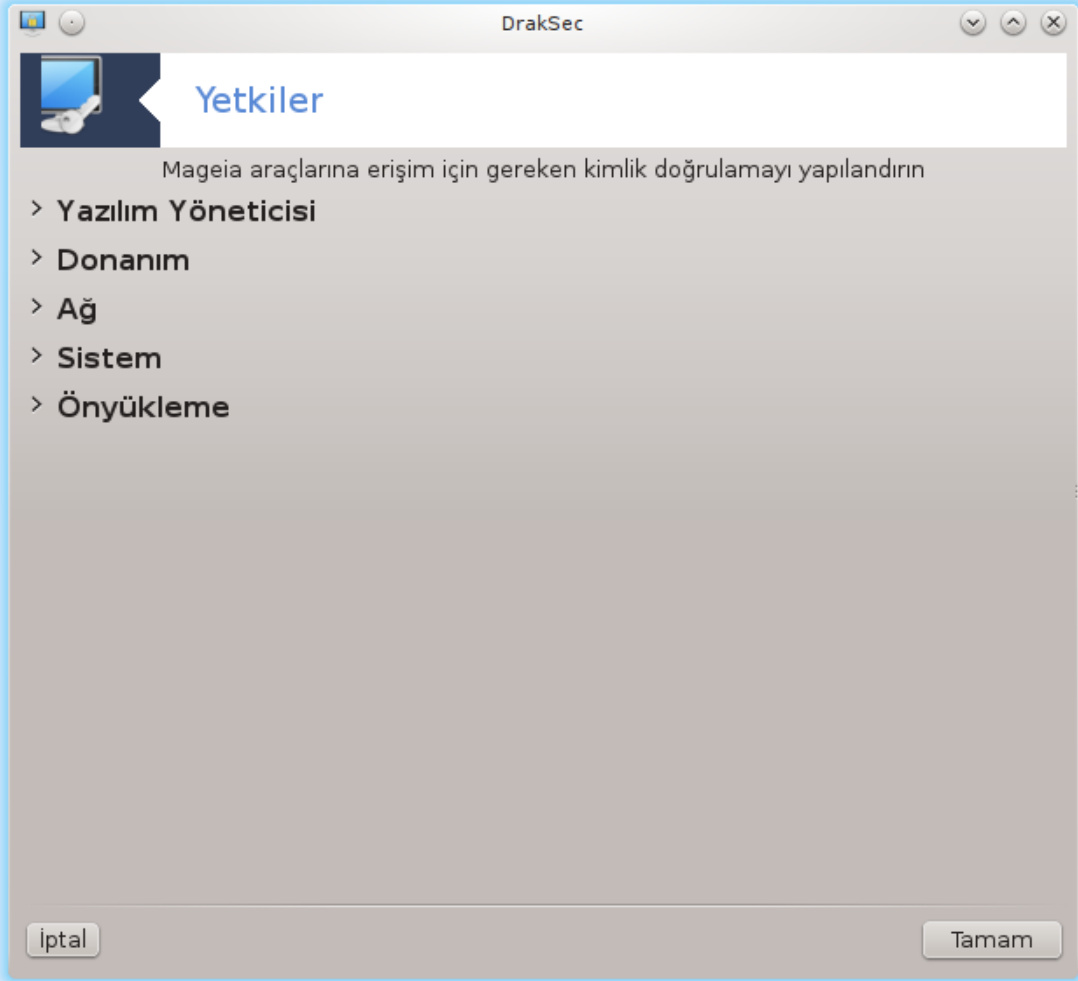 DrakSec
Yetkiler
Mageia araçlarına erişim için gereken kimlik doğrulamayı yapılandırın
Yazılım Yöneticisi
Donanım
Ağ
Sistem
Önyükleme
İptal
Tamam